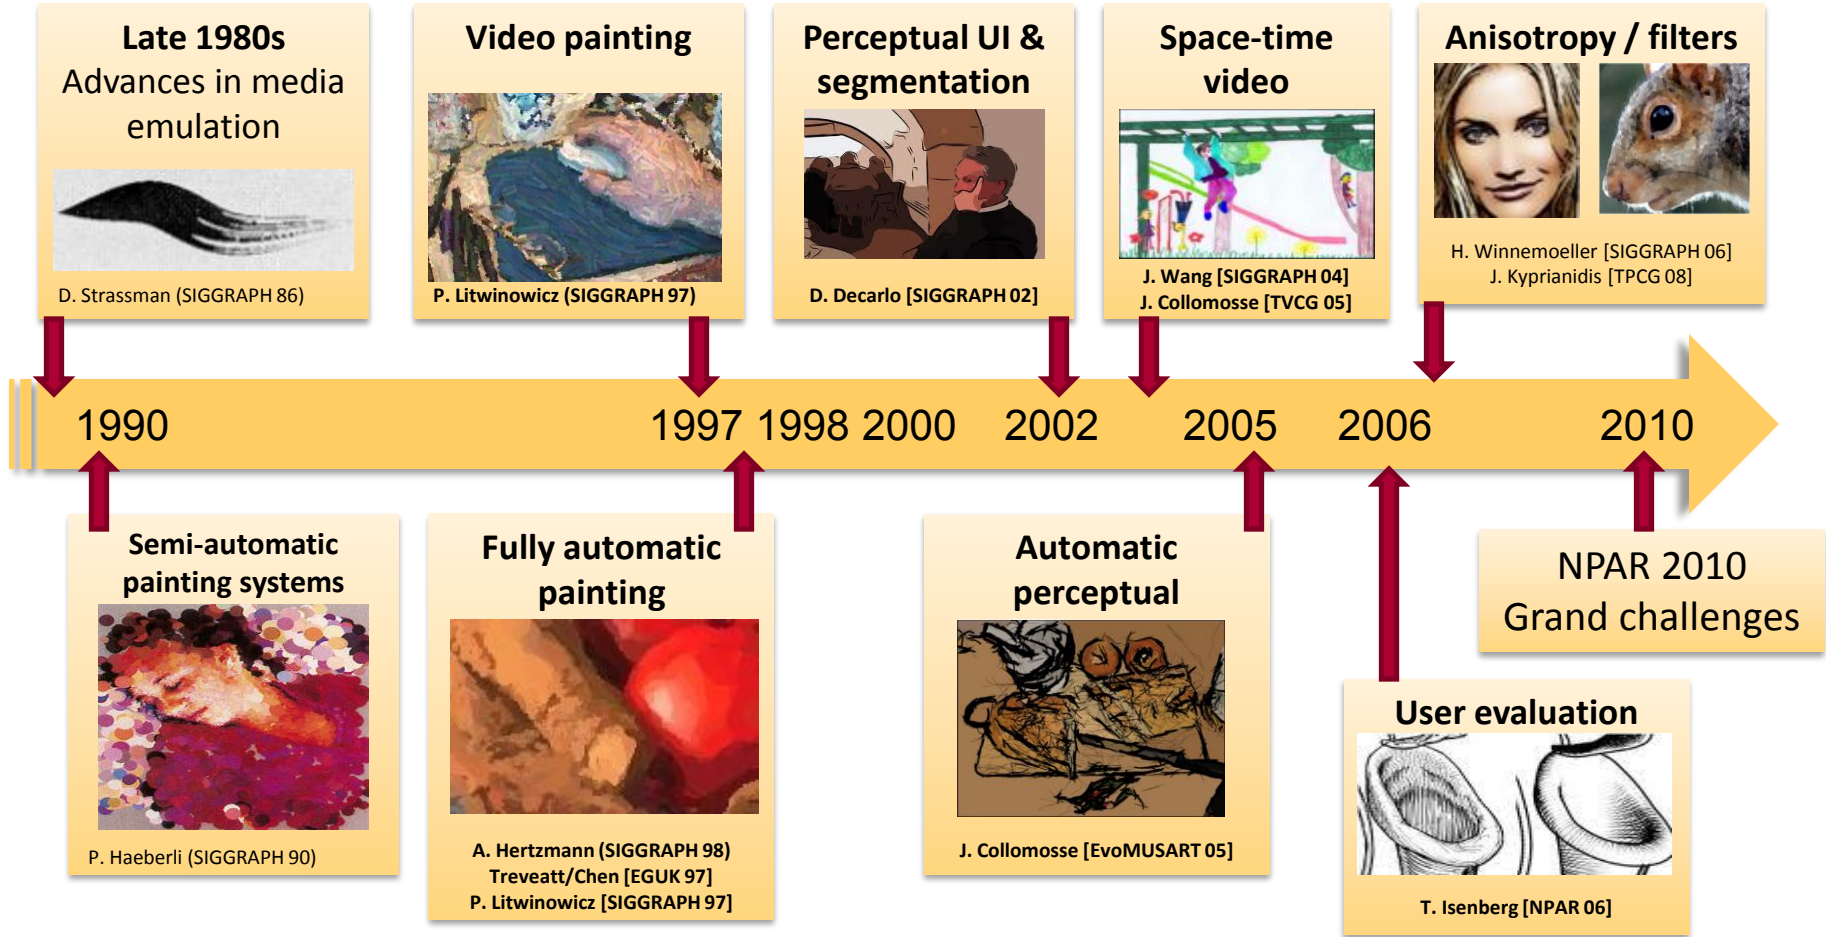 Late 1980s
Advances in media
emulation
D. Strassman (SIGGRAPH 86)
Video painting
P. Litwinowicz (SIGGRAPH 97)
Perceptual UI &
segmentation
D. Decarlo [SIGGRAPH 02]
Space-time
video
J. Wang [SIGGRAPH 04]
J. Collomosse [TVCG 05]
Anisotropy / filters
H. Winnemoeller [SIGGRAPH 06]
J. Kyprianidis [TPCG 08]
1990 1997 1998 2000 2002 2005 2006 2010
Semi-automatic
painting systems
P. Haeberli (SIGGRAPH 90)
Fully automatic
painting
A. Hertzmann (SIGGRAPH 98)
Treveatt/Chen [EGUK 97]
P. Litwinowicz [SIGGRAPH 97]
Automatic
perceptual
J. Collomosse [EvoMUSART 05]
User evaluation
T. Isenberg [NPAR 06]
NPAR 2010
Grand challenges